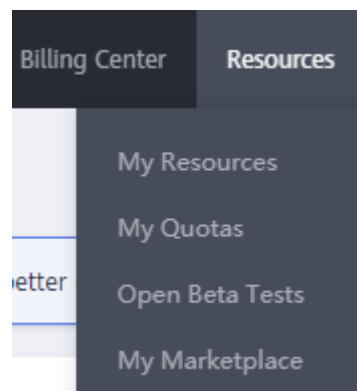 Billing Center Resources
My Resources
My Quotas
etter
Open Beta Tests
My Marketplace